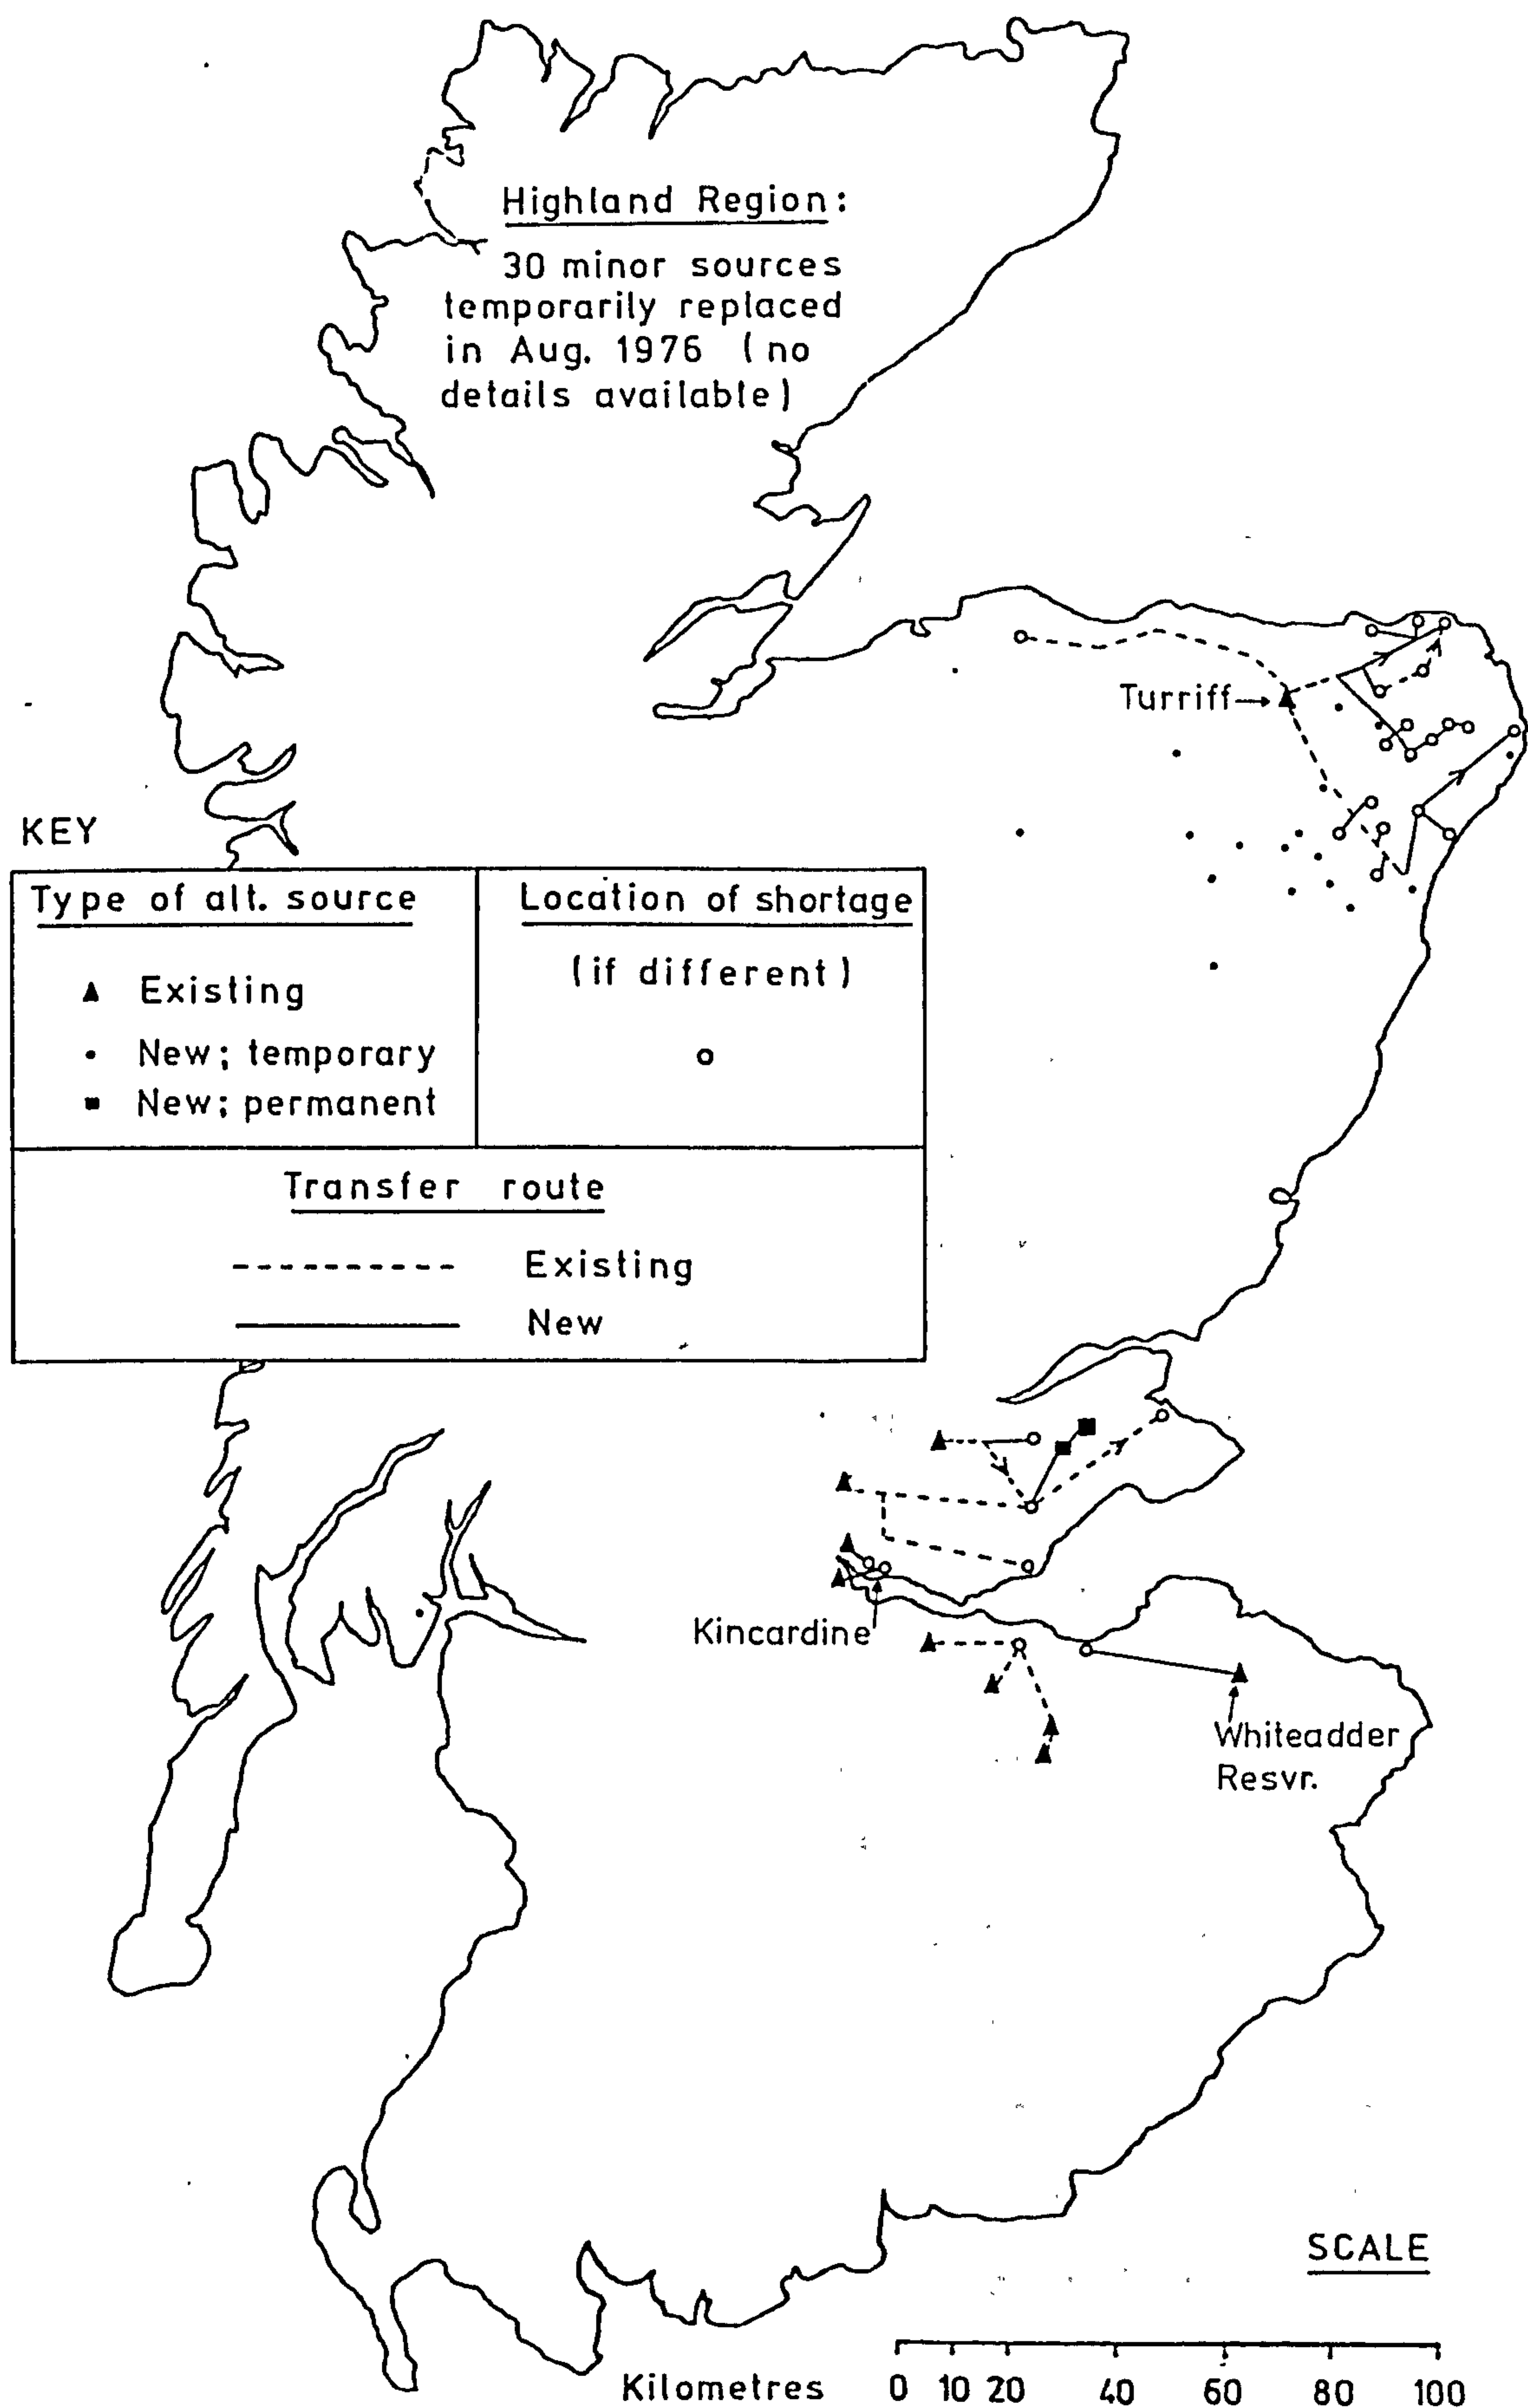 Highland Region:
30 minor sources
temporarily replaced
in Aug. 1976 (no
details available)
Turriff
KEY
Type of alt. source
Existing
New; temporary
New; permanent
Location of shortage
(if different)
Transfer route
Existing
New
Kincardine
Whiteadder
Resvr.
SCALE
Kilometres 0 10 20 40 60 80 100